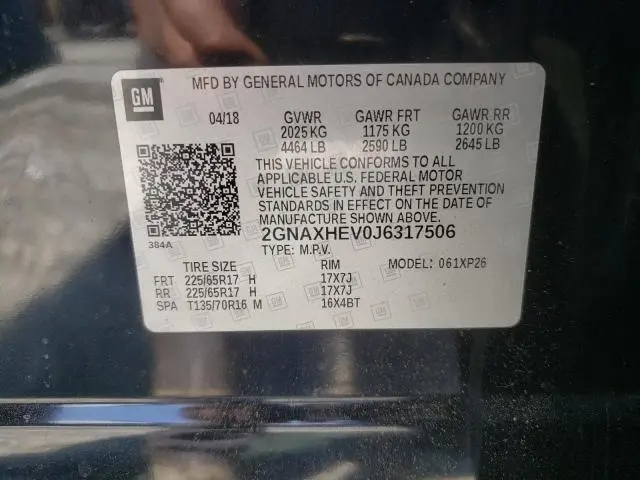 GM
MFD BY GENERAL MOTORS OF CANADA COMPANY
04/18 GVWR GAWR FRT GAWR RR
2025 KG 1175 KG 1200 KG
4464 LB 2590 LB 2645 LB
THIS VEHICLE CONFORMS TO ALL
APPLICABLE U.S. FEDERAL MOTOR
VEHICLE SAFETY AND THEFT PREVENTION
STANDARDS IN EFFECT ON THE DATE OF
MANUFACTURE SHOWN ABOVE.
384A
2GNAXHEV0J6317506
TYPE: M.P.V.
TIRE SIZE RIM MODEL: 061XP26
FRT 225/65R17 H 17X7J
RR 225/65R17 H 17X7J
SPA T135/70R16 M 16X4BT